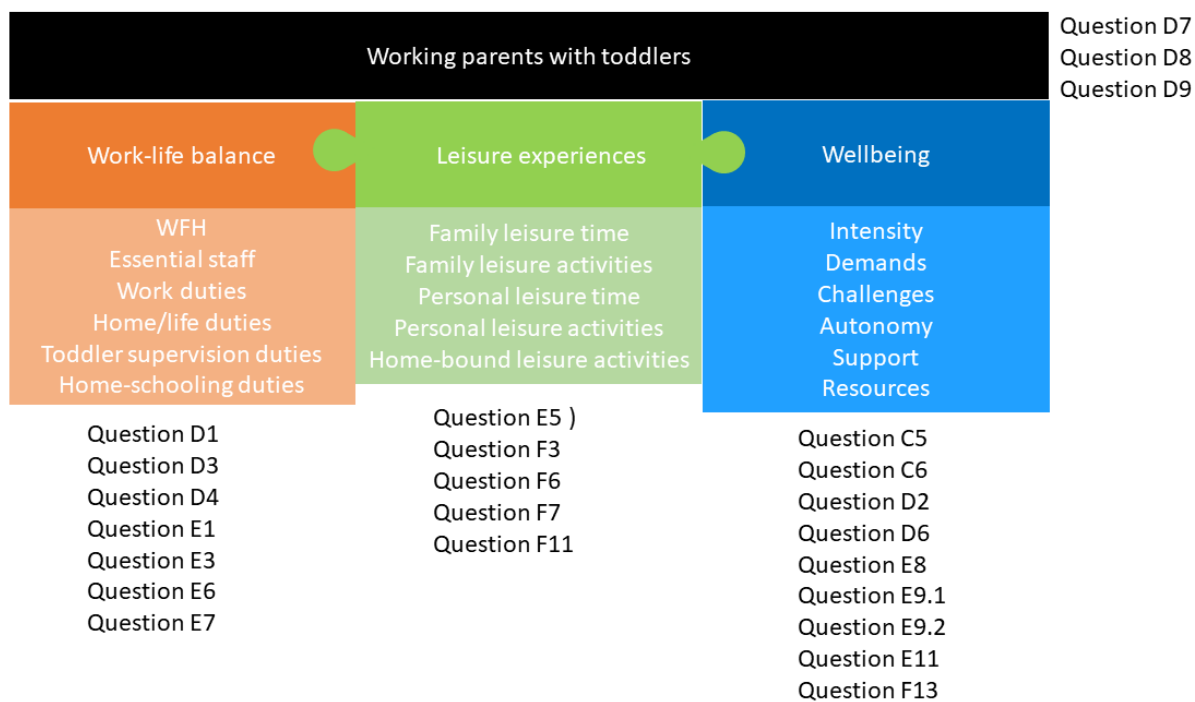 Working parents with toddlers
Question D7
Question D8
Question D9
Work-life balance
WFH
Essential staff
Work duties
Home/life duties
Toddler supervision duties
Home-schooling duties
Question D1
Question D3
Question D4
Question E1
Question E3
Question E6
Question E7
Leisure experiences
Family leisure time
Family leisure activities
Personal leisure time
Personal leisure activities
Home-bound leisure activities
Question E5 )
Question F3
Question F6
Question F7
Question F11
Wellbeing
Intensity
Demands
Challenges
Autonomy
Support
Resources
Question C5
Question C6
Question D2
Question D6
Question E8
Question E9.1
Question E9.2
Question E11
Question F13